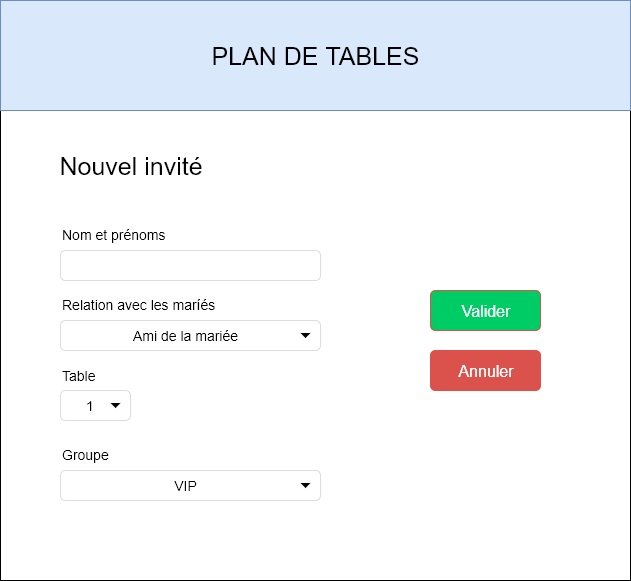 PLAN DE TABLES
Nouvel invité
Nom et prénoms
Relation avec les mariés
Ami de la mariée
Valider
Table
Annuler
1
Groupe
VIP